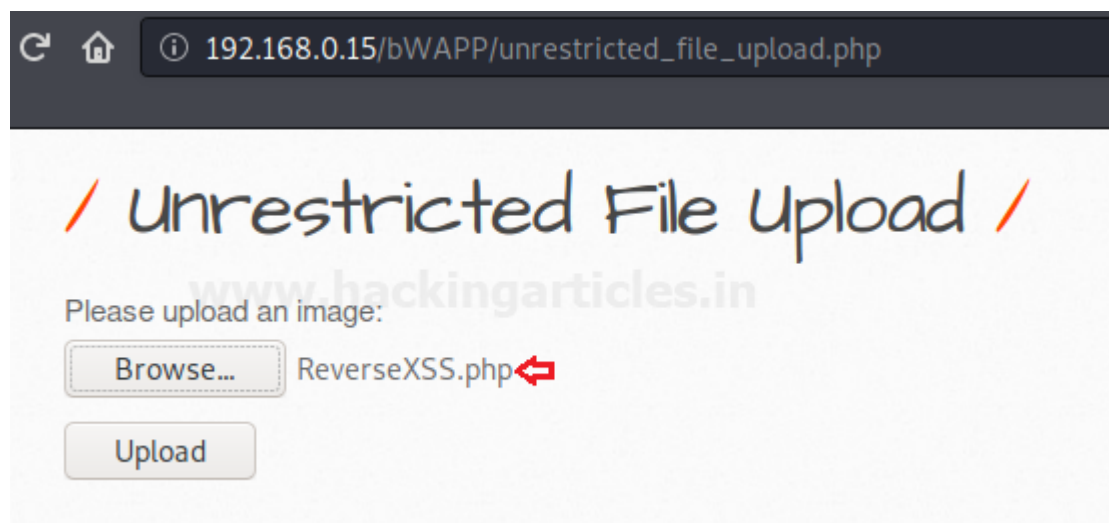 192.168.0.15/bWAPP/unrestricted_file_upload.php
/ Unrestricted File Upload /
www.hackingarticles.in
Please upload an image:
Browse... ReverseXSS.php
Upload